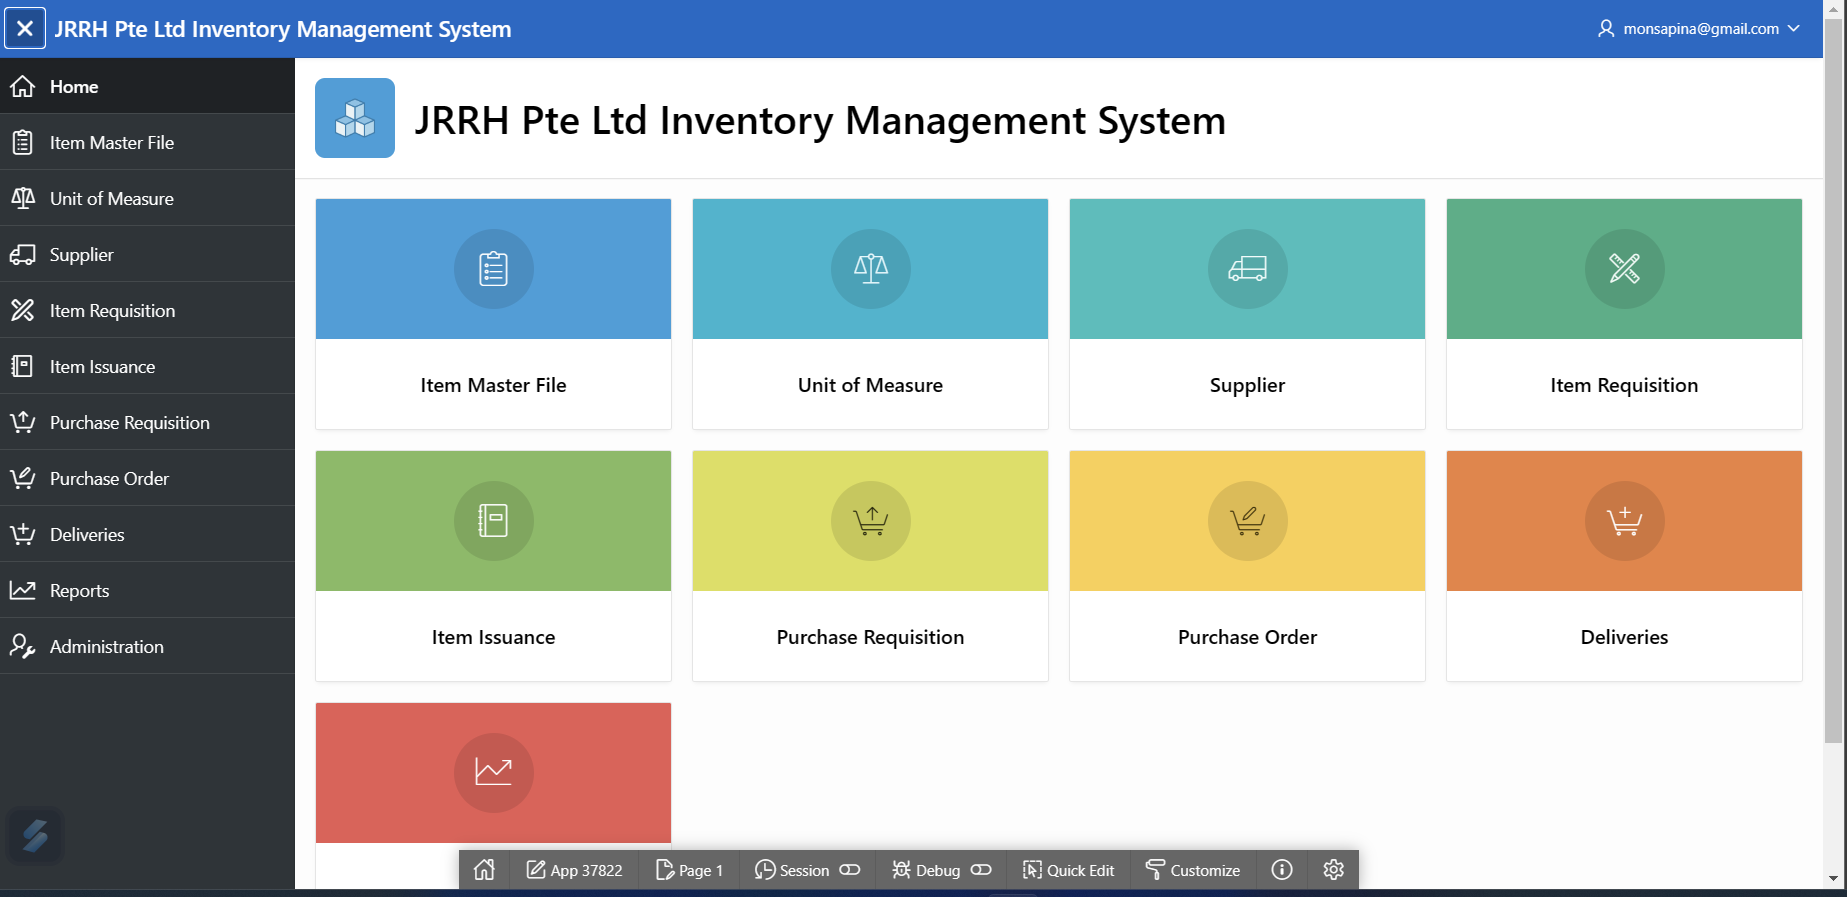 JRRH Pte Ltd Inventory Management System
monsapina@gmail.com
Home
Item Master File
Unit of Measure
Supplier
Item Requisition
Item Issuance
Purchase Requisition
Purchase Order
Deliveries
Reports
Administration
JRRH Pte Ltd Inventory Management System
Item Master File
Unit of Measure
Supplier
Item Requisition
Item Issuance
Purchase Requisition
Purchase Order
Deliveries
App 37822
Page 1
Session
Debug
Quick Edit
Customize